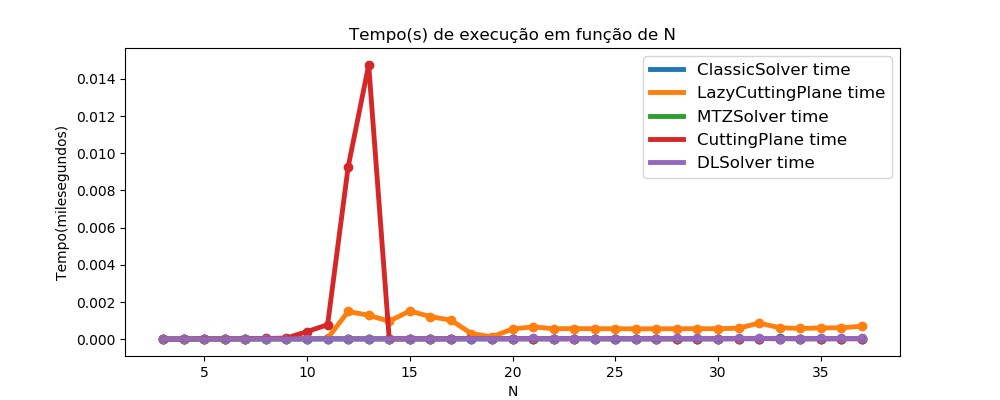 Tempo(s) de execução em função de N
ClassicSolver time
LazyCuttingPlane time
MTZSolver time
CuttingPlane time
DLSolver time
Tempo(milesegundos)
0.014
0.012
0.010
0.008
0.006
0.004
0.002
0.000
5 10 15 20 25 30 35
N